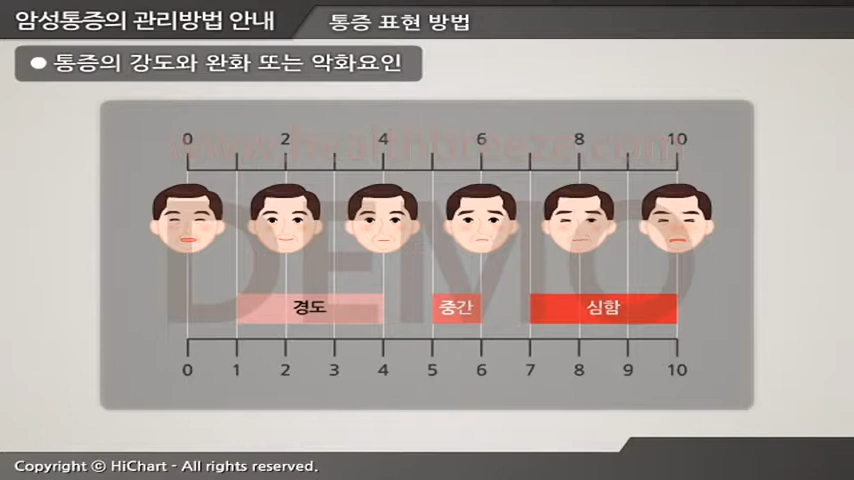 암성통증의 관리방법 안내
통증 표현 방법
● 통증의 강도와 완화 또는 악화요인
0 2 4 6 8 10
www.healthbreeze.com
DEMO
경도 중간 심함
0 1 2 3 4 5 6 7 8 9 10
Copyright ⓒ HiChart - All rights reserved.